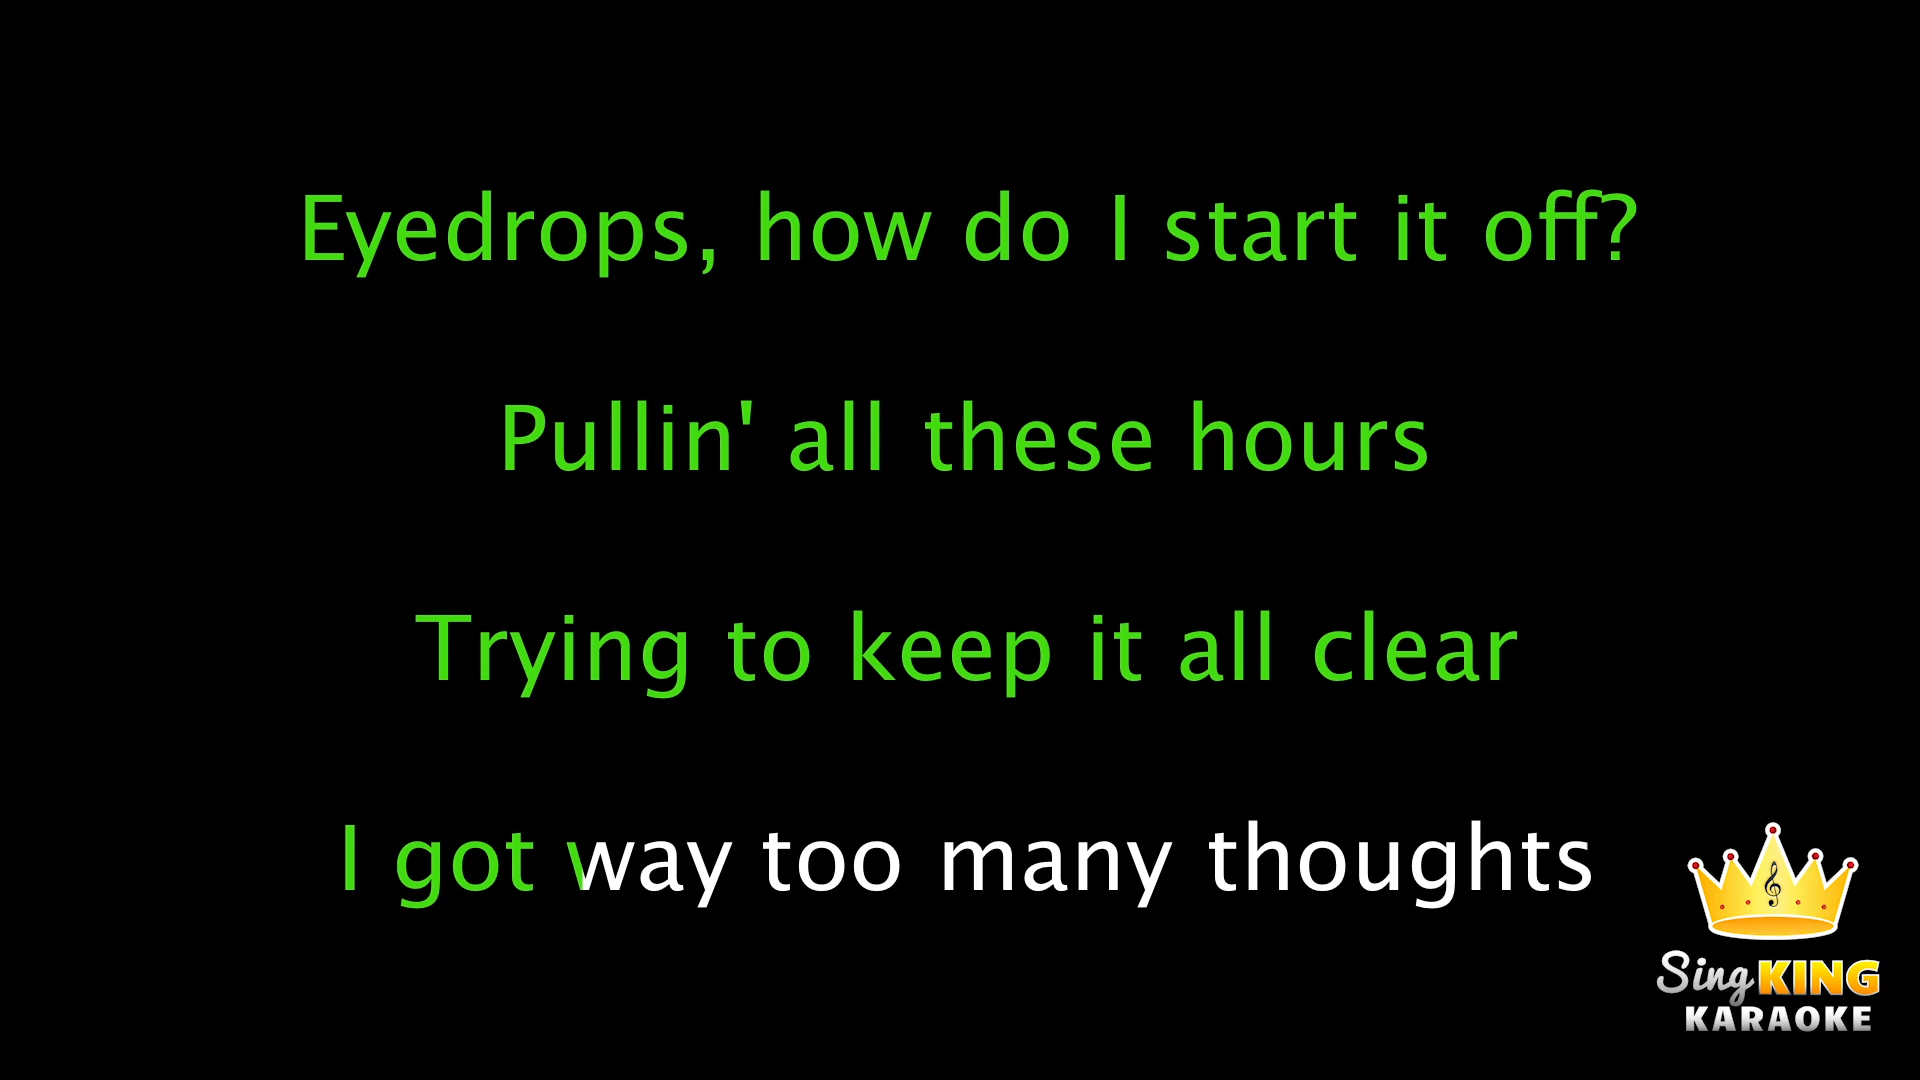 Eyedrops, how do I start it off?
Pullin' all these hours
Trying to keep it all clear
I got way too many thoughts
Sing KING
KARAOKE